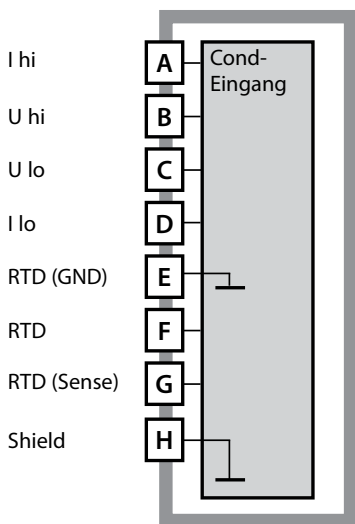 I hi
A
Cond-
Eingang
U hi
B
U lo
C
I lo
D
RTD (GND)
E
RTD
F
RTD (Sense)
G
Shield
H